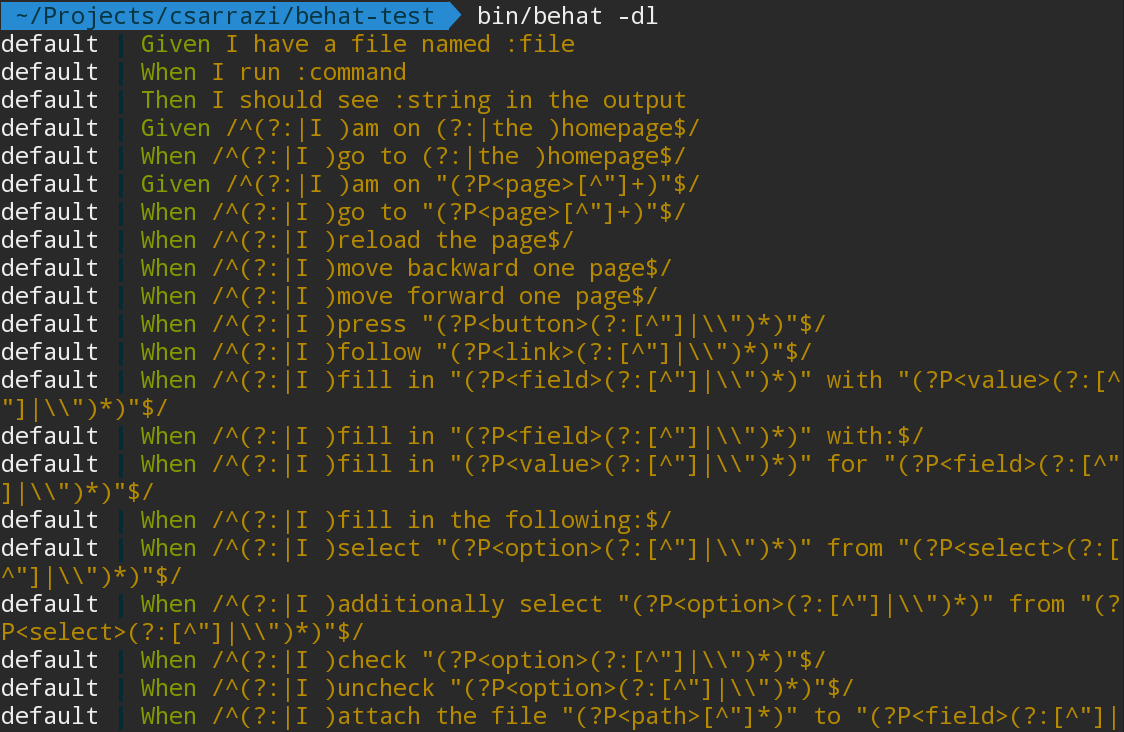 ~/Projects/csarrazi/behat-test bin/behat -dl
default | Given I have a file named :file
default | When I run :command
default | Then I should see :string in the output
default | Given /^(?:|I )am on (?:|the )homepage$/
default | When /^(?:|I )go to (?:|the )homepage$/
default | Given /^(?:|I )am on "(?P<page>[^"]+)"$/
default | When /^(?:|I )go to "(?P<page>[^"]+)"$/
default | When /^(?:|I )reload the page$/
default | When /^(?:|I )move backward one page$/
default | When /^(?:|I )move forward one page$/
default | When /^(?:|I )press "(?P<button>(?:[^"]|\\")*)"$/
default | When /^(?:|I )follow "(?P<link>(?:[^"]|\\")*)"$/
default | When /^(?:|I )fill in "(?P<field>(?:[^"]|\\")*)" with "(?P<value>(?:[^
"]|\\")*)"$/
default | When /^(?:|I )fill in "(?P<field>(?:[^"]|\\")*)" with:$/
default | When /^(?:|I )fill in "(?P<value>(?:[^"]|\\")*)" for "(?P<field>(?:[^"
]|\\")*)"$/
default | When /^(?:|I )fill in the following:$/
default | When /^(?:|I )select "(?P<option>(?:[^"]|\\")*)" from "(?P<select>(?:[
^"]|\\")*)"$/
default | When /^(?:|I )additionally select "(?P<option>(?:[^"]|\\")*)" from "(?
P<select>(?:[^"]|\\")*)"$/
default | When /^(?:|I )check "(?P<option>(?:[^"]|\\")*)"$/
default | When /^(?:|I )uncheck "(?P<option>(?:[^"]|\\")*)"$/
default | When /^(?:|I )attach the file "(?P<path>[^"]*)" to "(?P<field>(?:[^"]|